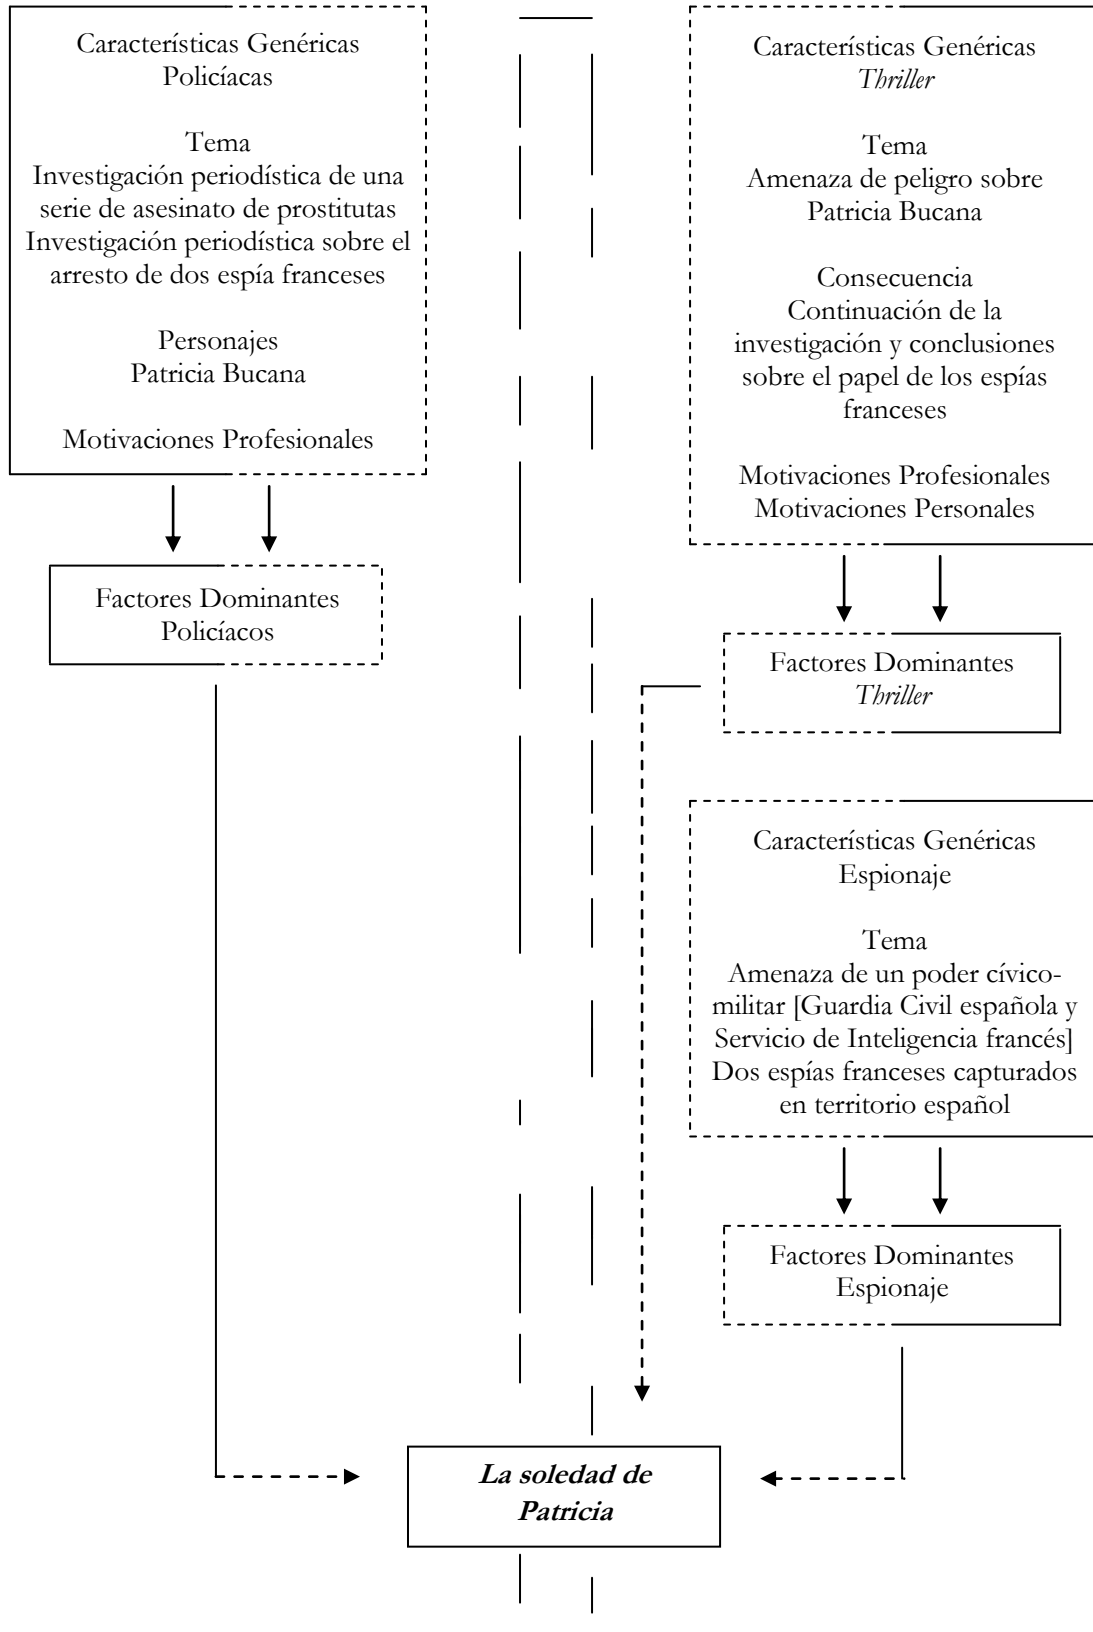 Características Genéricas
Policíacas
Tema
Investigación periodística de una
serie de asesinato de prostitutas
Investigación periodística sobre el
arresto de dos espía franceses
Personajes
Patricia Bucana
Motivaciones Profesionales
Factores Dominantes
Policíacos
Características Genéricas
Thriller
Tema
Amenaza de peligro sobre
Patricia Bucana
Consecuencia
Continuación de la
investigación y conclusiones
sobre el papel de los espías
franceses
Motivaciones Profesionales
Motivaciones Personales
Factores Dominantes
Thriller
Características Genéricas
Espionaje
Tema
Amenaza de un poder cívico-
militar [Guardia Civil española y
Servicio de Inteligencia francés]
Dos espías franceses capturados
en territorio español
Factores Dominantes
Espionaje
La soledad de
Patricia